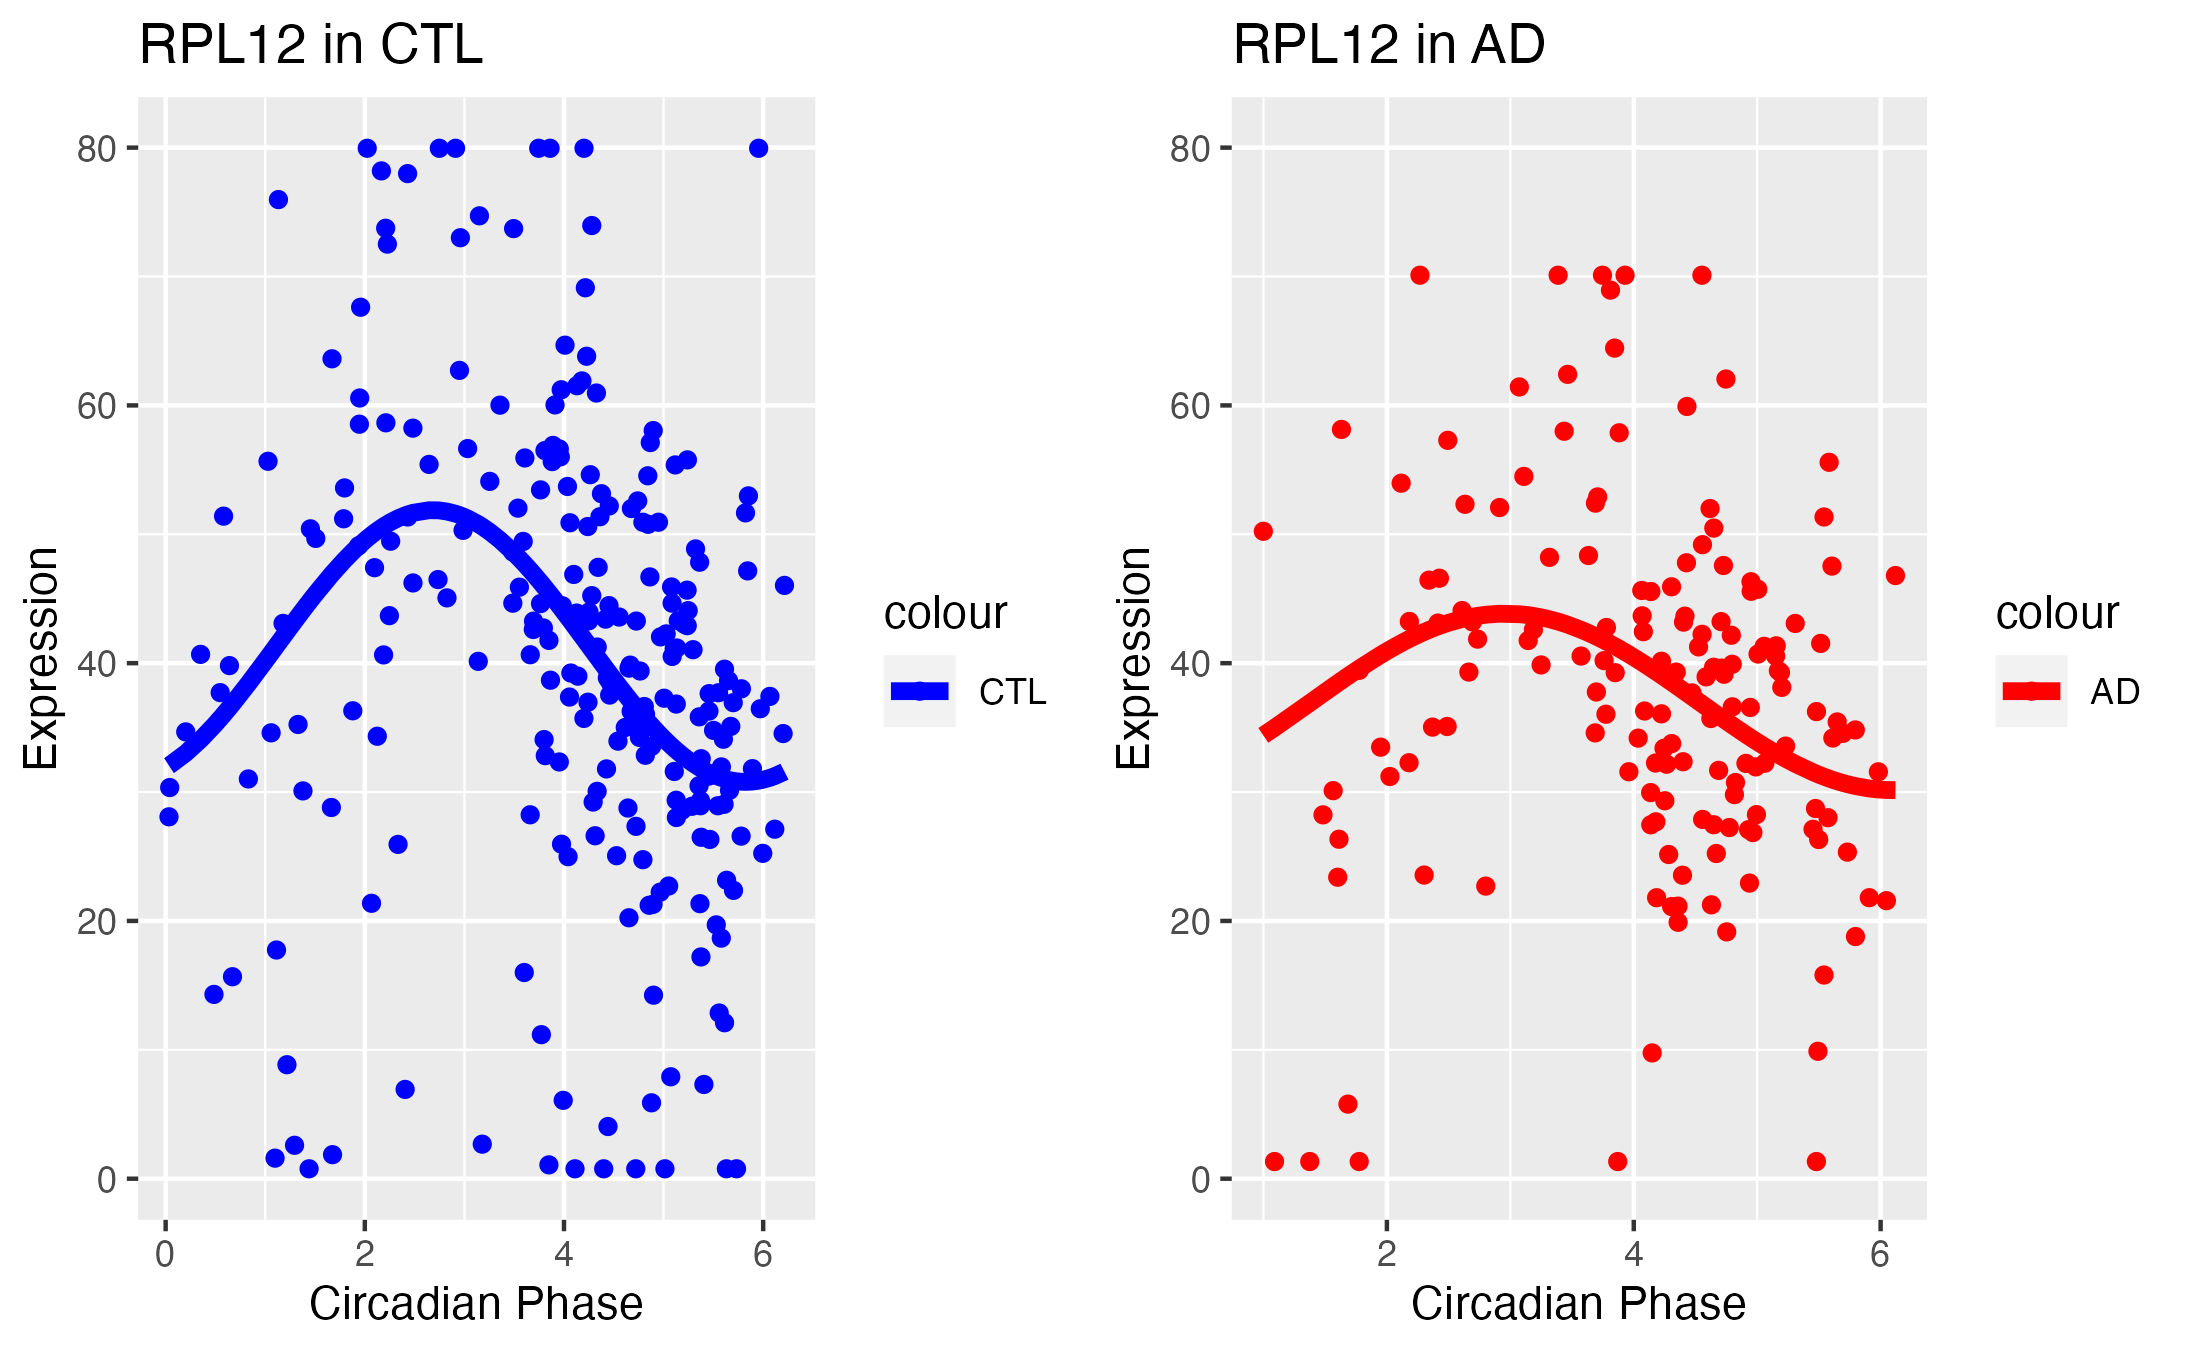 RPL12 in CTL
80
60
40
20
0
Expression
0 2 4 6
Circadian Phase
colour
CTL
RPL12 in AD
80
60
40
20
0
Expression
2 4 6
Circadian Phase
colour
AD